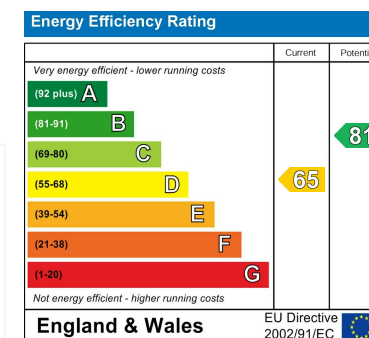 Energy Efficiency Rating
Current
Very energy efficient - lower running costs
(92 plus) A
(81-91) B
81
(69-80) C
(55-68) D
65
(39-54) E
(21-38) F
(1-20) G
Not energy efficient - higher running costs
England & Wales
EU Directive
2002/91/EC